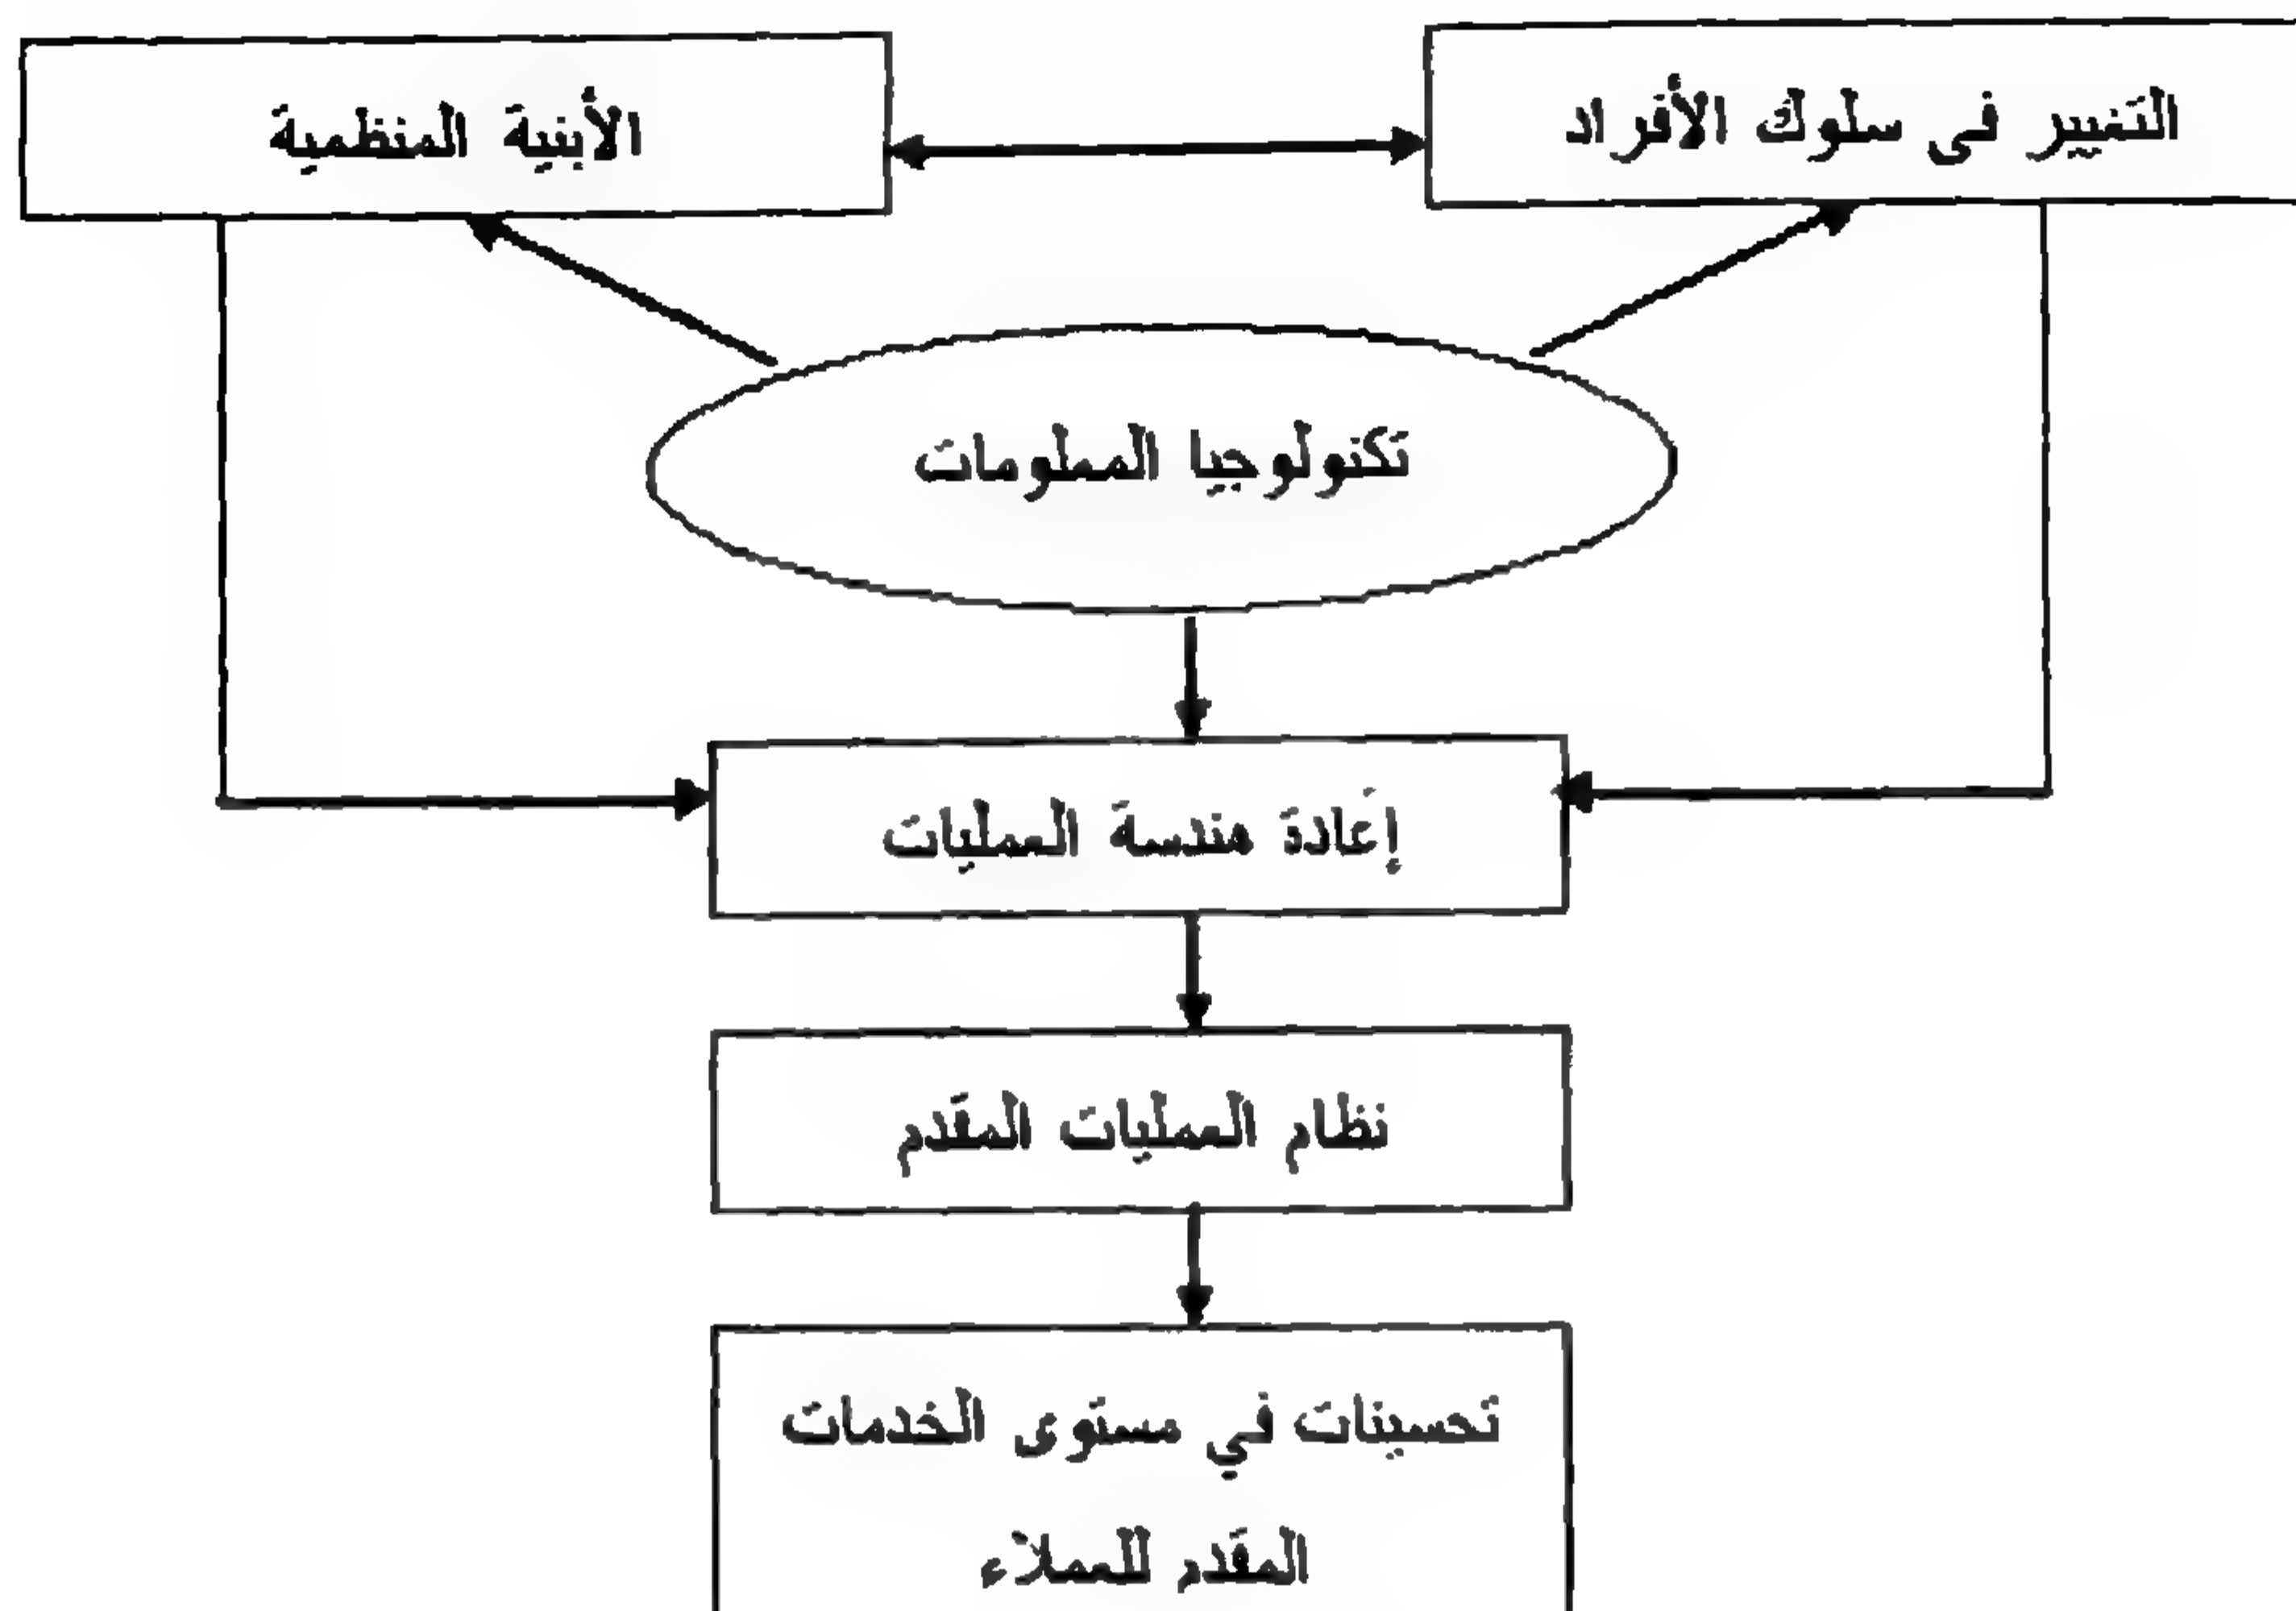 التغيير فى سلوك الأفراد
الأبنية المنظمية
تكنولوجيا المعلومات
إعادة هندسة العمليات
نظام العمليات المقدم
تحسينات في مستوى الخدمات
المقدم للعملاء